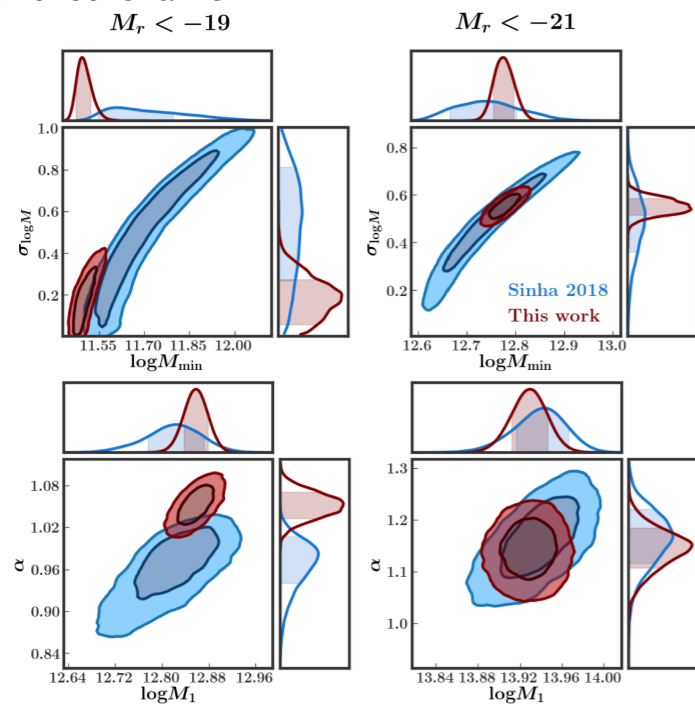 M_r < −19
M_r < −21
1.0
0.8
0.6
0.4
0.2
σ_logM
11.55 11.70 11.85 12.00
logM_min
0.8
0.6
0.4
0.2
σ_logM
Sinha 2018
This work
12.6 12.7 12.8 12.9 13.0
logM_min
1.08
1.02
0.96
0.90
0.84
α
12.64 12.72 12.80 12.88 12.96
logM_1
1.3
1.2
1.1
1.0
α
13.84 13.88 13.92 13.96 14.00
logM_1